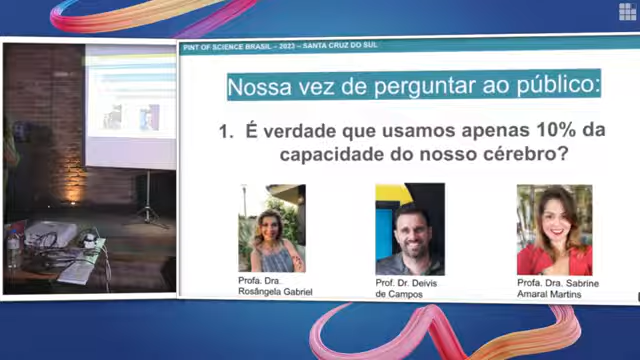 PINT OF SCIENCE BRASIL – 2023 – SANTA CRUZ DO SUL
Nossa vez de perguntar ao público:
1. É verdade que usamos apenas 10% da
capacidade do nosso cérebro?
Profa. Dra.
Rosângela Gabriel
Prof. Dr. Deivis
de Campos
Profa. Dra. Sabrine
Amaral Martins